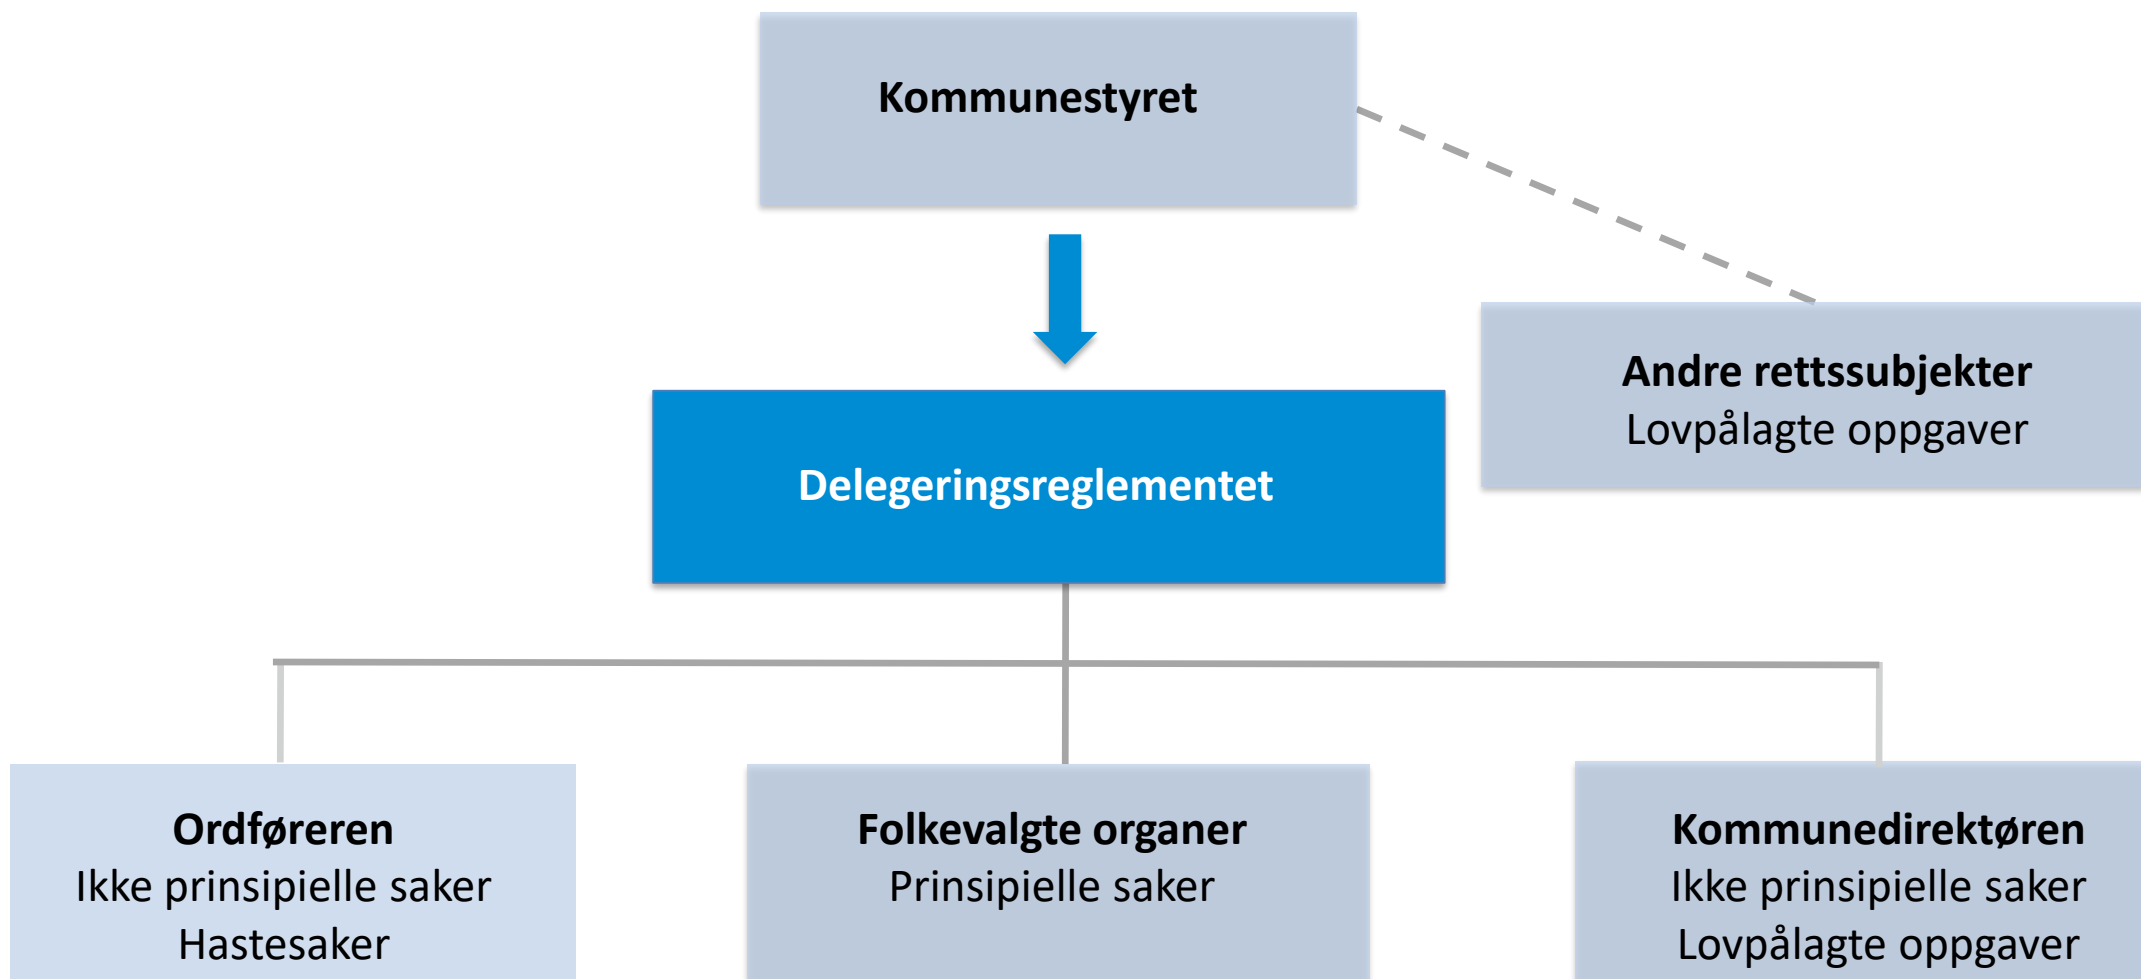 Kommunestyret
Andre rettssubjekter
Lovpålagte oppgaver
Delegeringsreglementet
Ordføreren
Ikke prinsipielle saker
Hastesaker
Folkevalgte organer
Prinsipielle saker
Kommunedirektøren
Ikke prinsipielle saker
Lovpålagte oppgaver